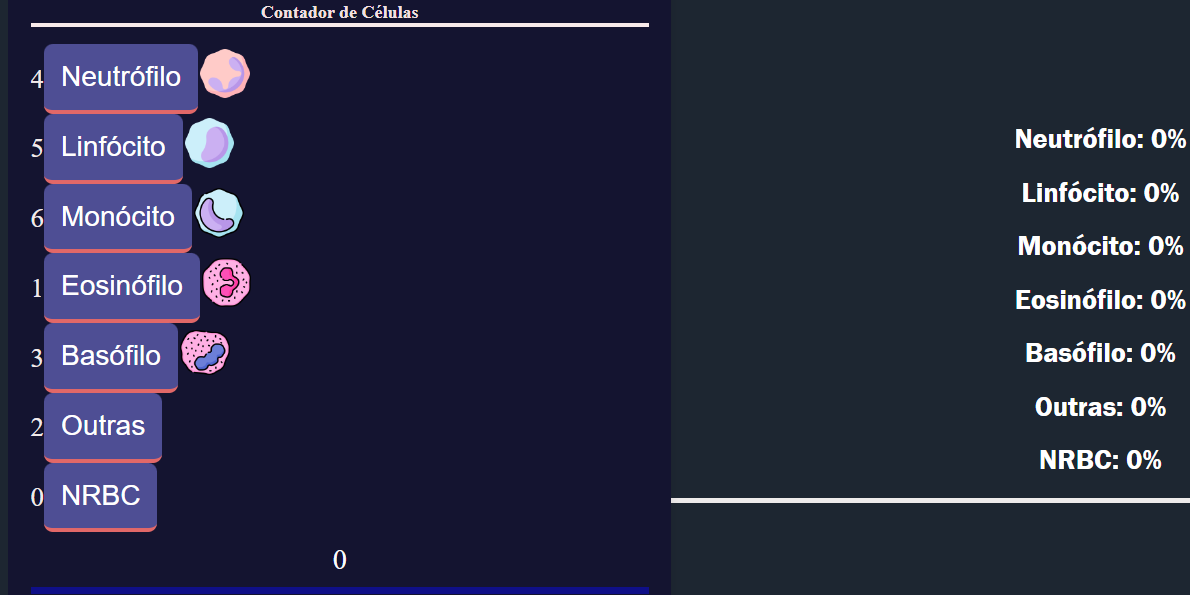 Contador de Células
4 Neutrófilo
5 Linfócito
6 Monócito
1 Eosinófilo
3 Basófilo
2 Outras
0 NRBC
0
Neutrófilo: 0%
Linfócito: 0%
Monócito: 0%
Eosinófilo: 0%
Basófilo: 0%
Outras: 0%
NRBC: 0%